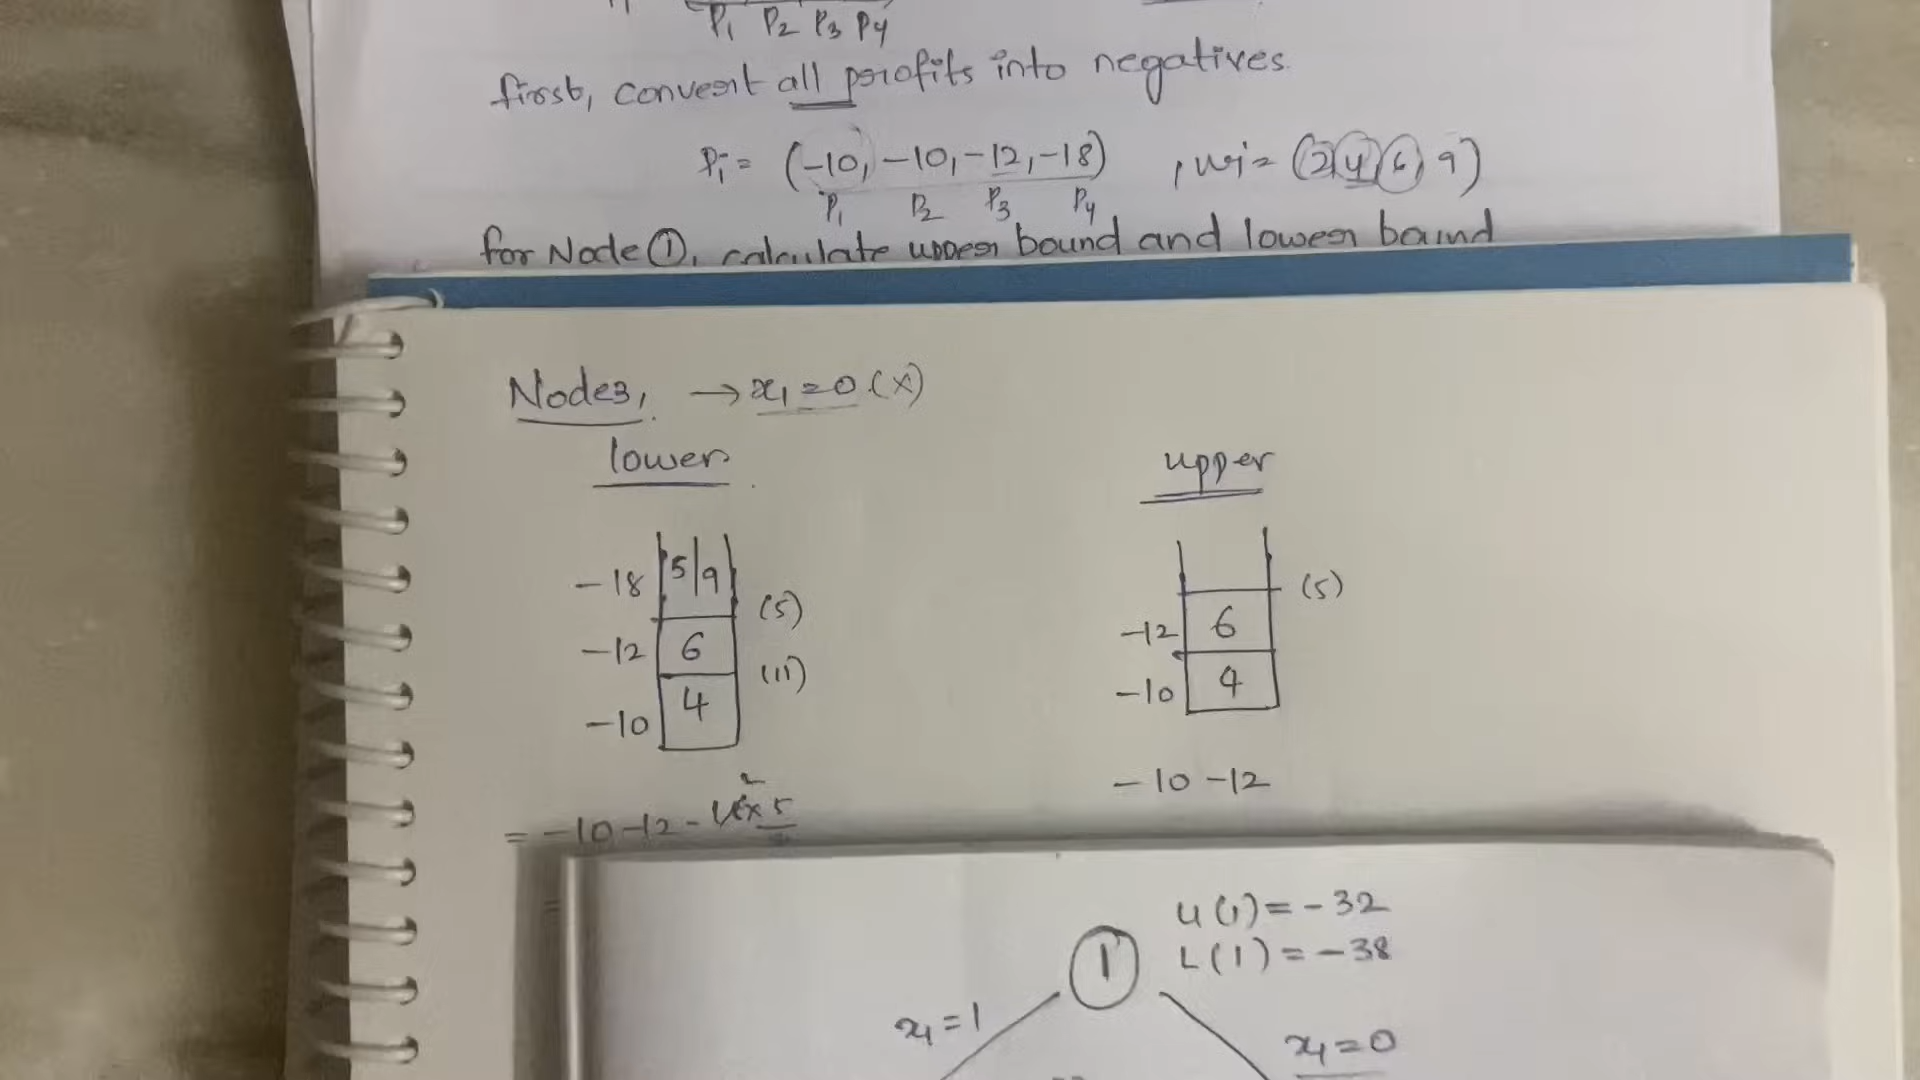 P1 P2 P3 P4
first, convert all profits into negatives.
Pi = (-10, -10, -12, -18) , wi = (2, 4, 6, 9)
P1 P2 P3 P4
for Node ①, calculate upper bound and lower bound
Node3, → x1 = 0 (x)
lower
upper
-18 5/9
(5)
-12 6
(11)
-10 4
(5)
-12 6
-10 4
-10 -12
= -10 -12 -
U(1) = -32
L(1) = -38
1
x1 = 1
x1 = 0